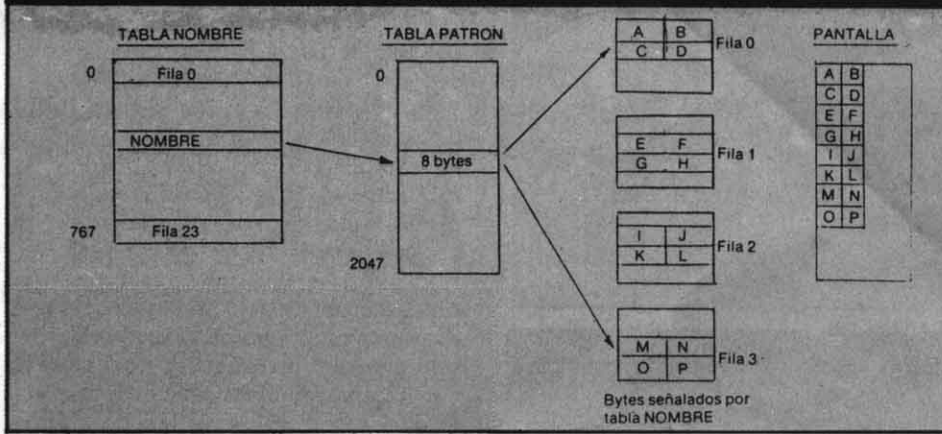 TABLA NOMBRE
0
Fila 0
NOMBRE
767
Fila 23
TABLA PATRON
0
8 bytes
2047
A B
C D
Fila 0
E F
G H
Fila 1
I J
K L
Fila 2
M N
O P
Fila 3
Bytes señalados por
tabla NOMBRE
PANTALLA
A B
C D
E F
G H
I J
K L
M N
O P